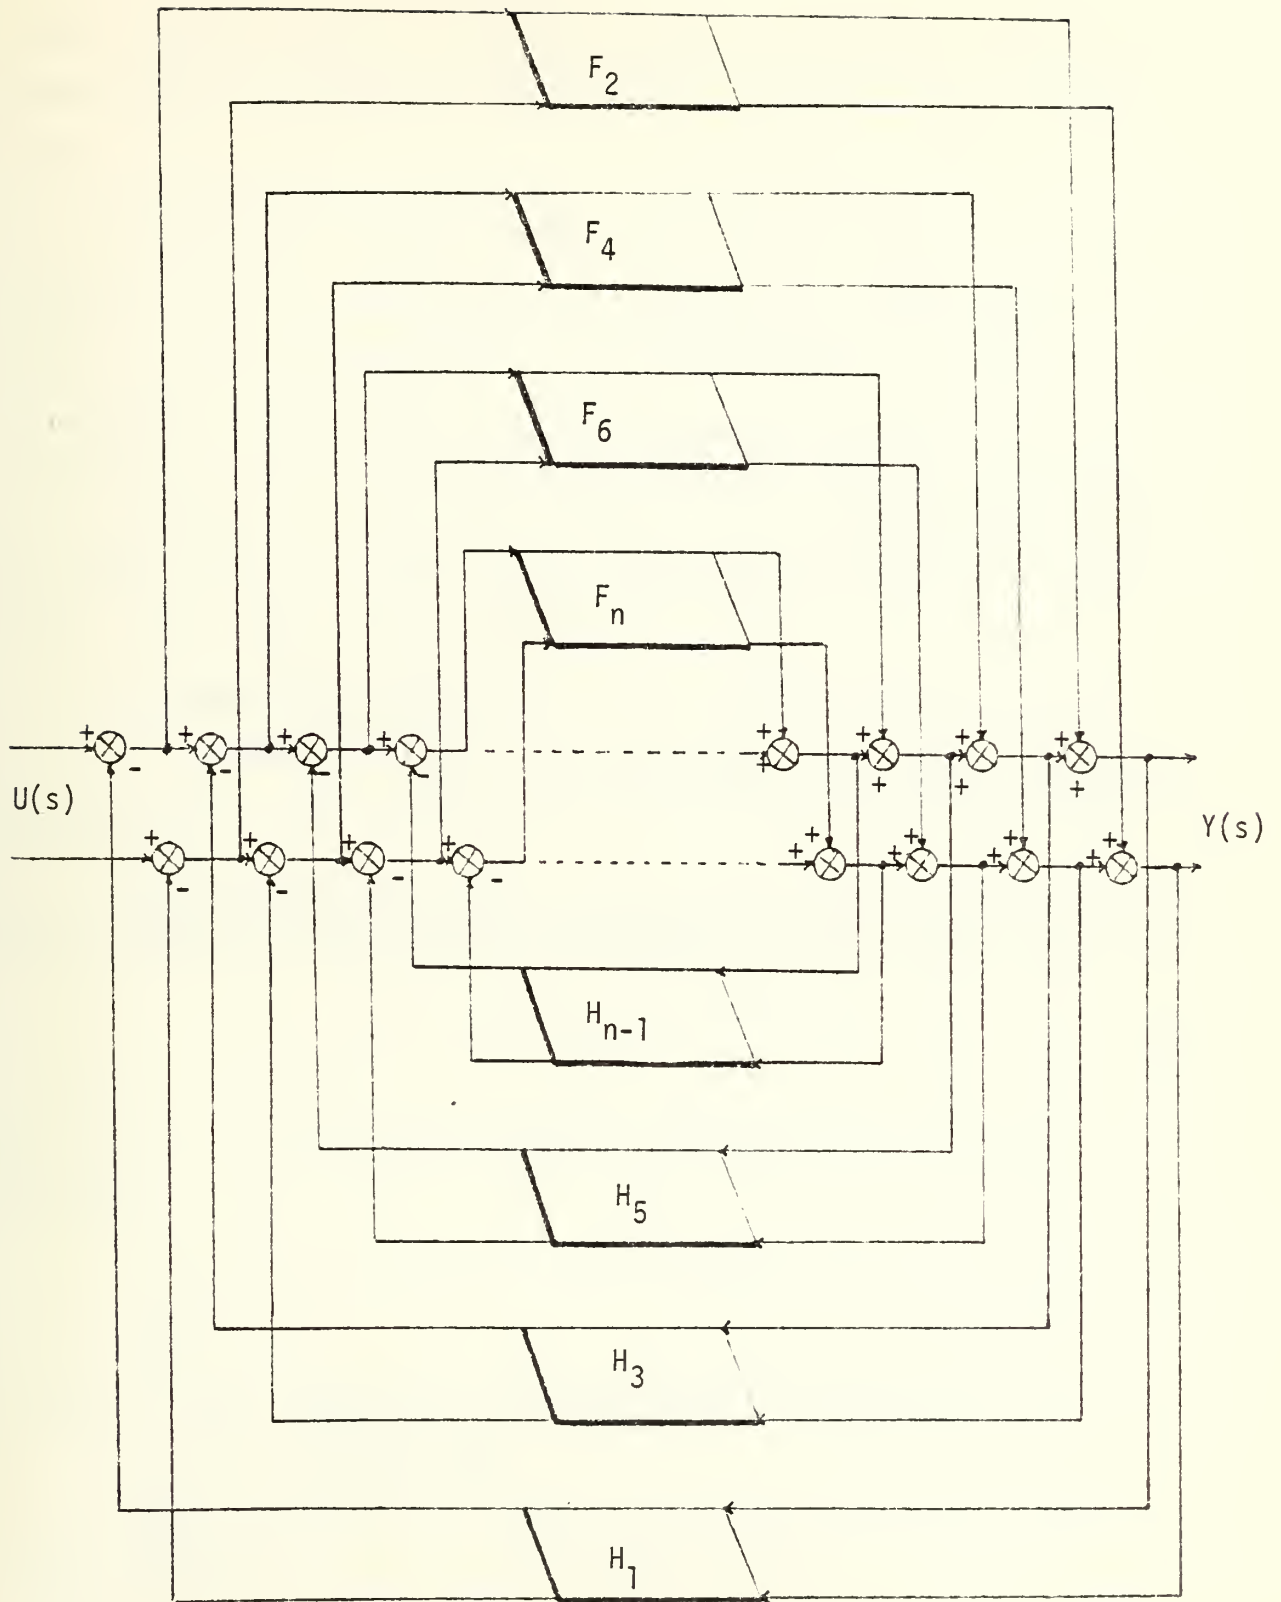 F2
F4
F6
Fn
+ + + + + + + + +
- - - - + + + +
U(s)
Y(s)
+ + + + + + + +
- - - -
Hn-1
H5
H3
H1